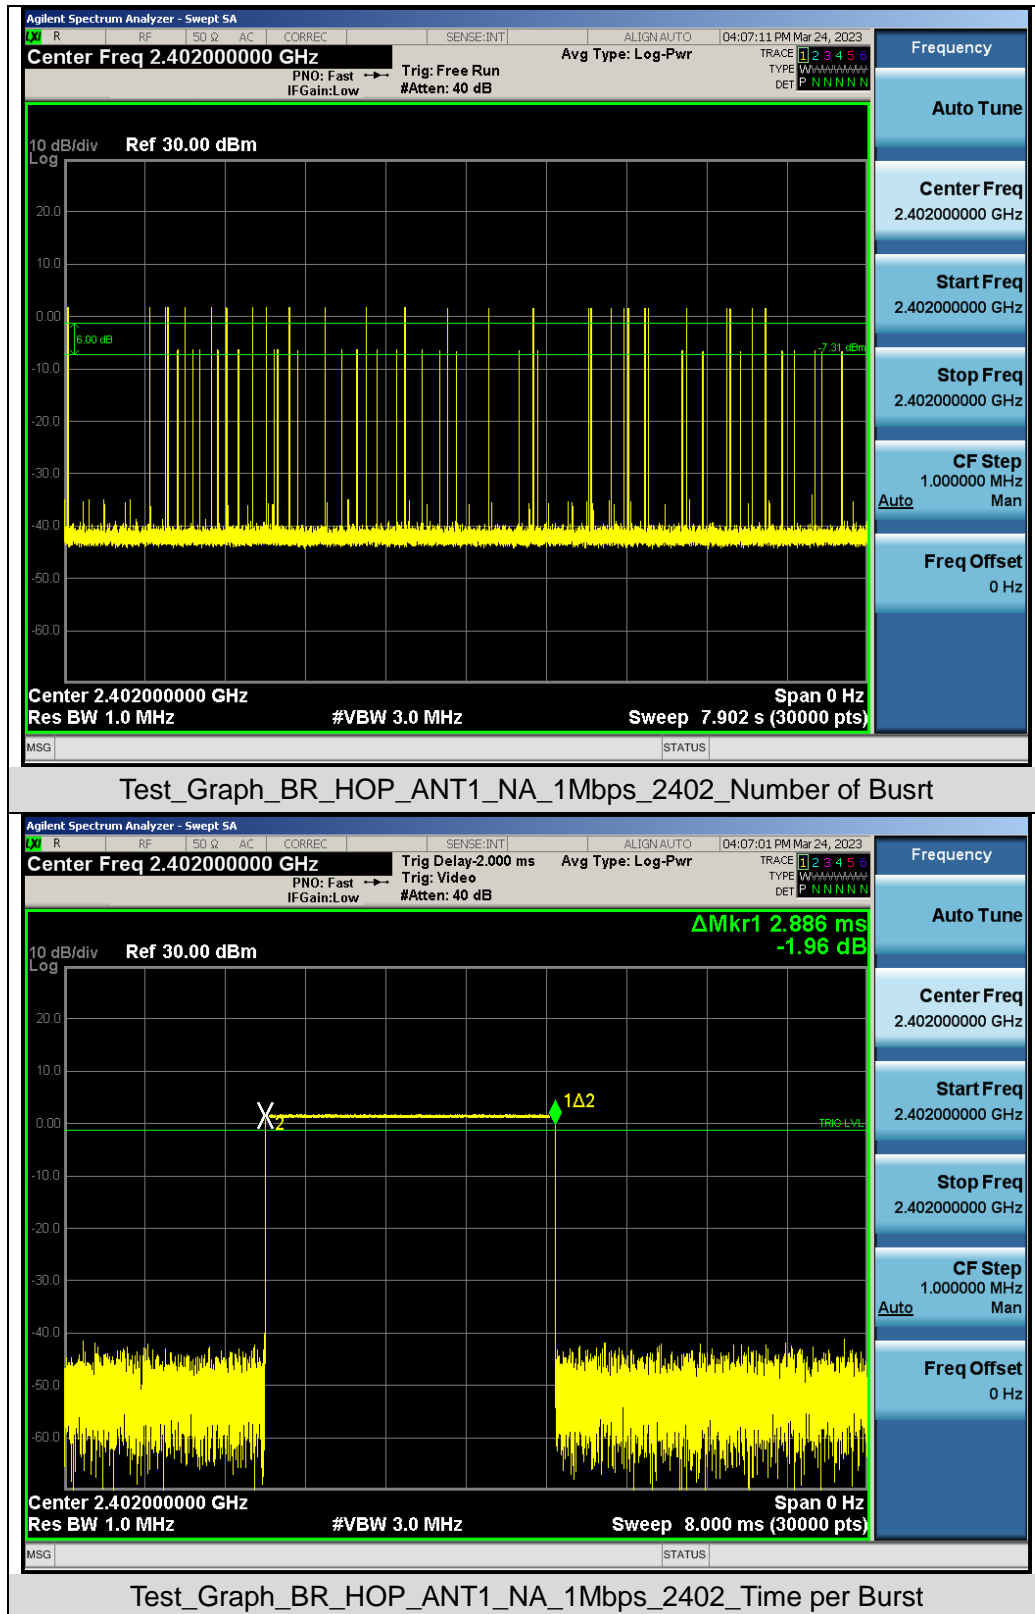 Agilent Spectrum Analyzer - Swept SA
LXI R RF 50 Ω AC CORREC SENSE:INT ALIGN AUTO 04:07:11 PM Mar 24, 2023
Center Freq 2.402000000 GHz
PNO: Fast
IFGain:Low
Trig: Free Run
#Atten: 40 dB
Avg Type: Log-Pwr
TRACE 1 2 3 4 5 6
TYPE W
DET P N N N N N
10 dB/div
Log
Ref 30.00 dBm
20.0
10.0
0.00
6.00 dB
-7.31 dBm
-10.0
-20.0
-30.0
-40.0
-50.0
-60.0
Center 2.402000000 GHz
Span 0 Hz
Res BW 1.0 MHz
#VBW 3.0 MHz
Sweep 7.902 s (30000 pts)
MSG
STATUS
Frequency
Auto Tune
Center Freq
2.402000000 GHz
Start Freq
2.402000000 GHz
Stop Freq
2.402000000 GHz
CF Step
1.000000 MHz
Auto Man
Freq Offset
0 Hz
Test_Graph_BR_HOP_ANT1_NA_1Mbps_2402_Number of Busrt
Agilent Spectrum Analyzer - Swept SA
LXI R RF 50 Ω AC CORREC SENSE:INT ALIGN AUTO 04:07:01 PM Mar 24, 2023
Center Freq 2.402000000 GHz
PNO: Fast
IFGain:Low
Trig Delay-2.000 ms
Trig: Video
#Atten: 40 dB
Avg Type: Log-Pwr
TRACE 1 2 3 4 5 6
TYPE W
DET P N N N N N
ΔMkr1 2.886 ms
-1.96 dB
10 dB/div
Log
Ref 30.00 dBm
20.0
10.0
0.00
X2
1Δ2
TRIG LVL
-10.0
-20.0
-30.0
-40.0
-50.0
-60.0
Center 2.402000000 GHz
Span 0 Hz
Res BW 1.0 MHz
#VBW 3.0 MHz
Sweep 8.000 ms (30000 pts)
MSG
STATUS
Frequency
Auto Tune
Center Freq
2.402000000 GHz
Start Freq
2.402000000 GHz
Stop Freq
2.402000000 GHz
CF Step
1.000000 MHz
Auto Man
Freq Offset
0 Hz
Test_Graph_BR_HOP_ANT1_NA_1Mbps_2402_Time per Burst